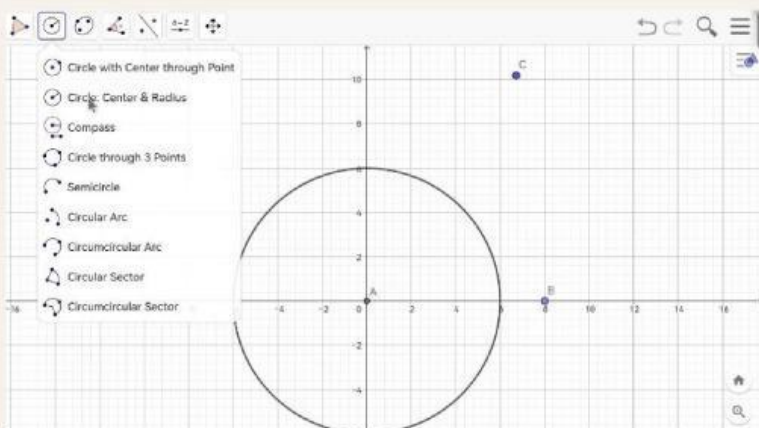 a=2
Circle with Center through Point
Circle: Center & Radius
Compass
Circle through 3 Points
Semicircle
Circular Arc
Circumcircular Arc
Circular Sector
Circumcircular Sector
C
10
8
6
4
2
A
B
-16
-4
-2
0
2
4
6
8
10
12
14
16
-2
-4